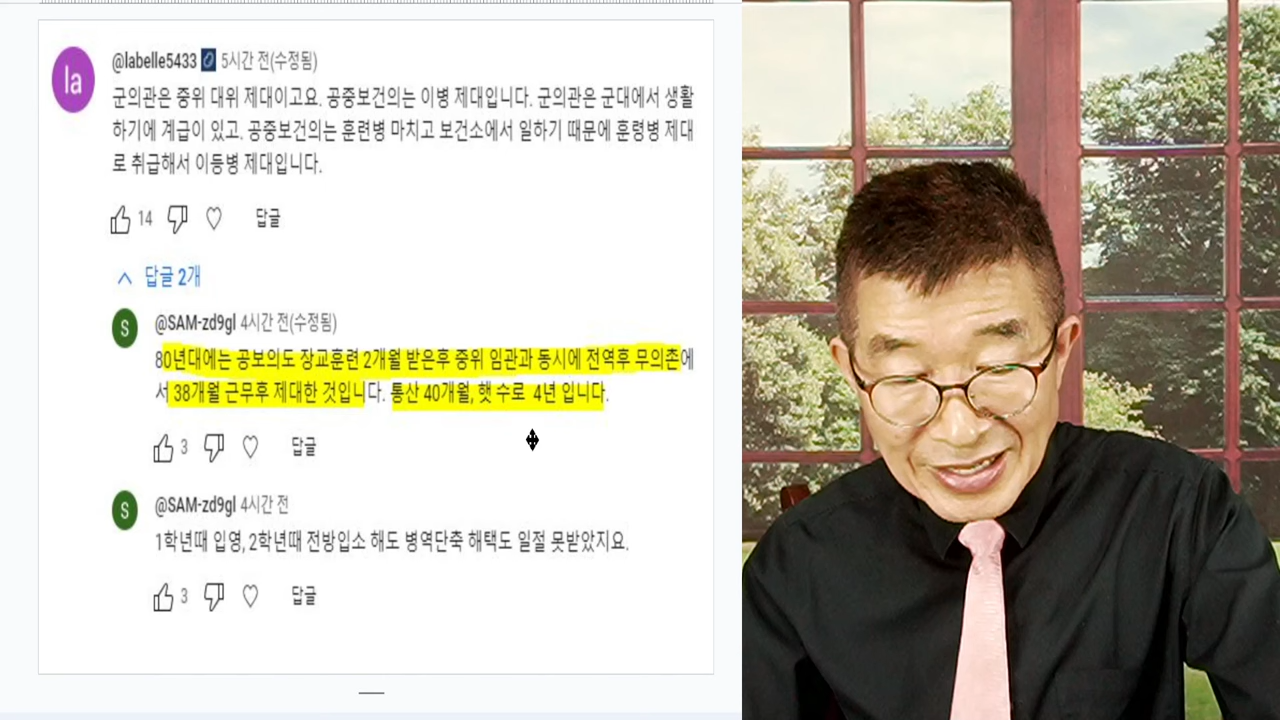 la
@labelle5433 5시간 전(수정됨)
군의관은 중위 대위 제대이고요. 공중보건의는 이병 제대입니다. 군의관은 군대에서 생활
하기에 계급이 있고. 공중보건의는 훈련병 마치고 보건소에서 일하기 때문에 훈령병 제대
로 취급해서 이등병 제대입니다.
14 답글
답글 2개
S
@SAM-zd9gl 4시간 전(수정됨)
80년대에는 공보의도 장교훈련 2개월 받은후 중위 임관과 동시에 전역후 무의촌에
서 38개월 근무후 제대한 것입니다. 통산 40개월, 햇 수로 4년 입니다.
3 답글
S
@SAM-zd9gl 4시간 전
1학년때 입영, 2학년때 전방입소 해도 병역단축 해택도 일절 못받았지요.
3 답글